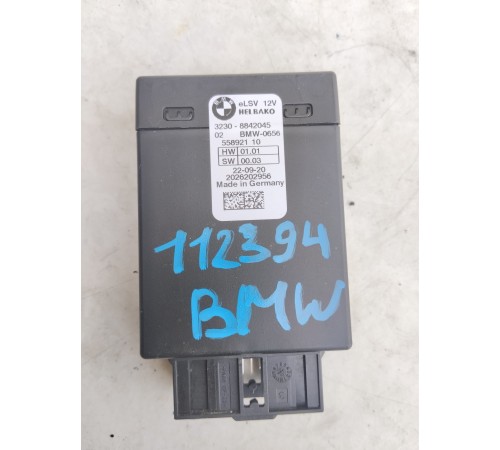 BMW
eLSV 12V
HELBAKO
3230 - 8842045
02 BMW-0656
558921 10
HW 01.01
SW 00.03
22-09-20
2026202956
Made in Germany
112394
BMW